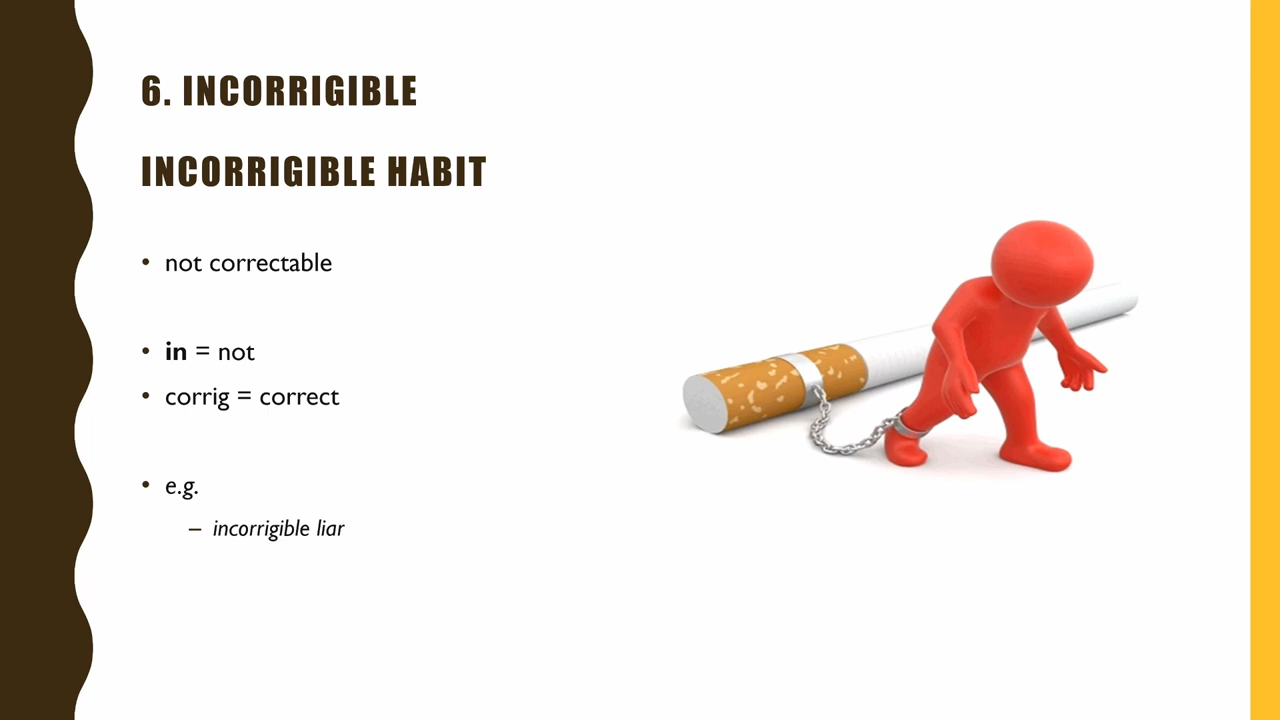 6. INCORRIGIBLE
INCORRIGIBLE HABIT
• not correctable
• in = not
• corrig = correct
• e.g.
– incorrigible liar